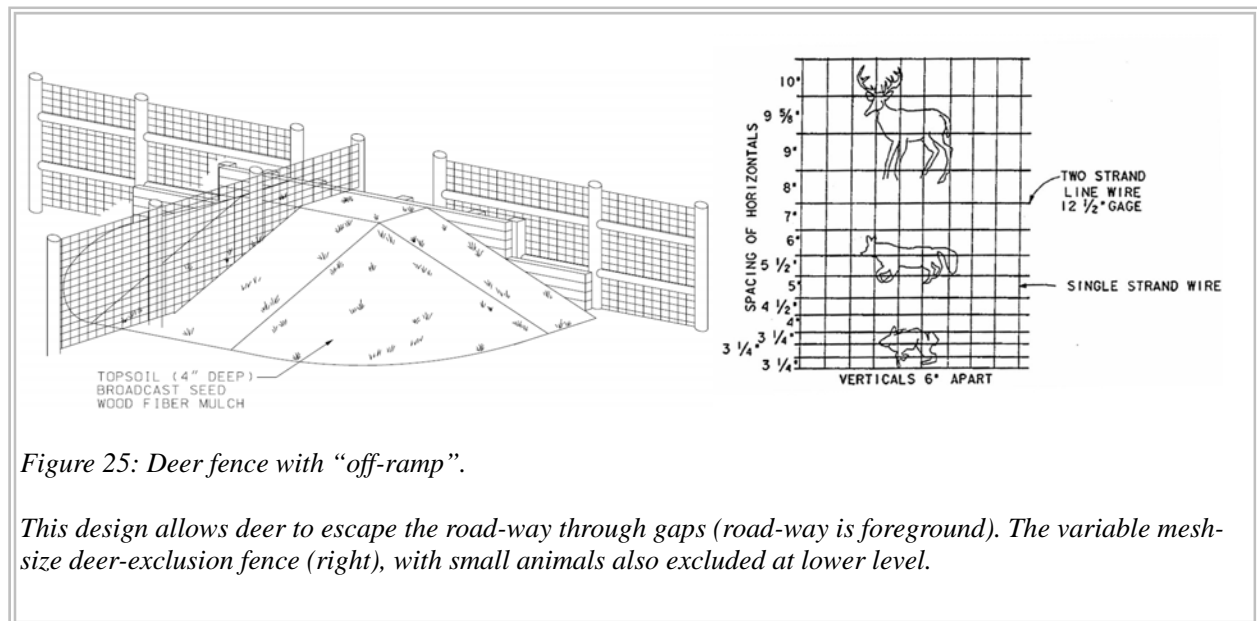 TOPSOIL (4" DEEP)
BROADCAST SEED
WOOD FIBER MULCH
SPACING OF HORIZONTALS
10"
9 5/8"
9"
8"
7"
6"
5 1/2"
5"
4 1/2"
4"
3 1/4"
3 1/4"
3 1/4"
VERTICALS 6" APART
TWO STRAND
LINE WIRE
12 1/2" GAGE
SINGLE STRAND WIRE
Figure 25: Deer fence with “off-ramp”.
This design allows deer to escape the road-way through gaps (road-way is foreground). The variable mesh-
size deer-exclusion fence (right), with small animals also excluded at lower level.